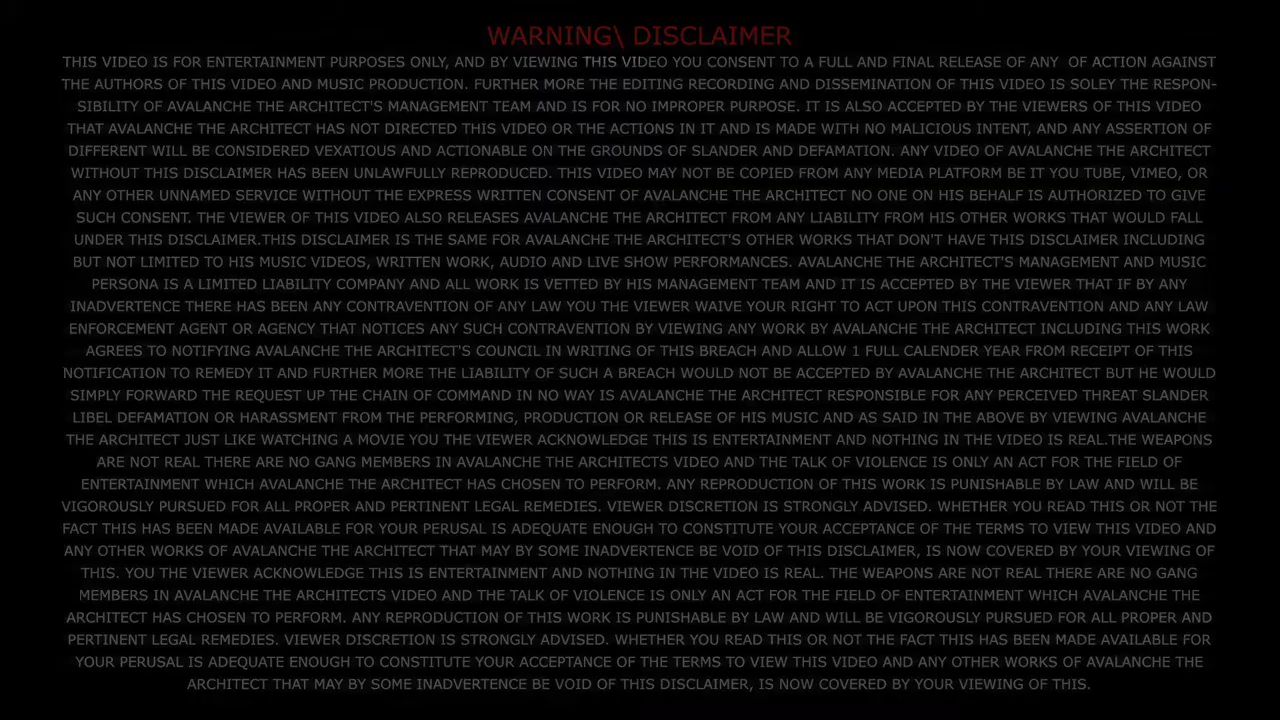 WARNING\ DISCLAIMER
THIS VIDEO IS FOR ENTERTAINMENT PURPOSES ONLY, AND BY VIEWING THIS VIDEO YOU CONSENT TO A FULL AND FINAL RELEASE OF ANY OF ACTION AGAINST
THE AUTHORS OF THIS VIDEO AND MUSIC PRODUCTION. FURTHER MORE THE EDITING RECORDING AND DISSEMINATION OF THIS VIDEO IS SOLEY THE RESPON-
SIBILITY OF AVALANCHE THE ARCHITECT'S MANAGEMENT TEAM AND IS FOR NO IMPROPER PURPOSE. IT IS ALSO ACCEPTED BY THE VIEWERS OF THIS VIDEO
THAT AVALANCHE THE ARCHITECT HAS NOT DIRECTED THIS VIDEO OR THE ACTIONS IN IT AND IS MADE WITH NO MALICIOUS INTENT, AND ANY ASSERTION OF
DIFFERENT WILL BE CONSIDERED VEXATIOUS AND ACTIONABLE ON THE GROUNDS OF SLANDER AND DEFAMATION. ANY VIDEO OF AVALANCHE THE ARCHITECT
WITHOUT THIS DISCLAIMER HAS BEEN UNLAWFULLY REPRODUCED. THIS VIDEO MAY NOT BE COPIED FROM ANY MEDIA PLATFORM BE IT YOU TUBE, VIMEO, OR
ANY OTHER UNNAMED SERVICE WITHOUT THE EXPRESS WRITTEN CONSENT OF AVALANCHE THE ARCHITECT NO ONE ON HIS BEHALF IS AUTHORIZED TO GIVE
SUCH CONSENT. THE VIEWER OF THIS VIDEO ALSO RELEASES AVALANCHE THE ARCHITECT FROM ANY LIABILITY FROM HIS OTHER WORKS THAT WOULD FALL
UNDER THIS DISCLAIMER.THIS DISCLAIMER IS THE SAME FOR AVALANCHE THE ARCHITECT'S OTHER WORKS THAT DON'T HAVE THIS DISCLAIMER INCLUDING
BUT NOT LIMITED TO HIS MUSIC VIDEOS, WRITTEN WORK, AUDIO AND LIVE SHOW PERFORMANCES. AVALANCHE THE ARCHITECT'S MANAGEMENT AND MUSIC
PERSONA IS A LIMITED LIABILITY COMPANY AND ALL WORK IS VETTED BY HIS MANAGEMENT TEAM AND IT IS ACCEPTED BY THE VIEWER THAT IF BY ANY
INADVERTENCE THERE HAS BEEN ANY CONTRAVENTION OF ANY LAW YOU THE VIEWER WAIVE YOUR RIGHT TO ACT UPON THIS CONTRAVENTION AND ANY LAW
ENFORCEMENT AGENT OR AGENCY THAT NOTICES ANY SUCH CONTRAVENTION BY VIEWING ANY WORK BY AVALANCHE THE ARCHITECT INCLUDING THIS WORK
AGREES TO NOTIFYING AVALANCHE THE ARCHITECT'S COUNCIL IN WRITING OF THIS BREACH AND ALLOW 1 FULL CALENDER YEAR FROM RECEIPT OF THIS
NOTIFICATION TO REMEDY IT AND FURTHER MORE THE LIABILITY OF SUCH A BREACH WOULD NOT BE ACCEPTED BY AVALANCHE THE ARCHITECT BUT HE WOULD
SIMPLY FORWARD THE REQUEST UP THE CHAIN OF COMMAND IN NO WAY IS AVALANCHE THE ARCHITECT RESPONSIBLE FOR ANY PERCEIVED THREAT SLANDER
LIBEL DEFAMATION OR HARASSMENT FROM THE PERFORMING, PRODUCTION OR RELEASE OF HIS MUSIC AND AS SAID IN THE ABOVE BY VIEWING AVALANCHE
THE ARCHITECT JUST LIKE WATCHING A MOVIE YOU THE VIEWER ACKNOWLEDGE THIS IS ENTERTAINMENT AND NOTHING IN THE VIDEO IS REAL.THE WEAPONS
ARE NOT REAL THERE ARE NO GANG MEMBERS IN AVALANCHE THE ARCHITECTS VIDEO AND THE TALK OF VIOLENCE IS ONLY AN ACT FOR THE FIELD OF
ENTERTAINMENT WHICH AVALANCHE THE ARCHITECT HAS CHOSEN TO PERFORM. ANY REPRODUCTION OF THIS WORK IS PUNISHABLE BY LAW AND WILL BE
VIGOROUSLY PURSUED FOR ALL PROPER AND PERTINENT LEGAL REMEDIES. VIEWER DISCRETION IS STRONGLY ADVISED. WHETHER YOU READ THIS OR NOT THE
FACT THIS HAS BEEN MADE AVAILABLE FOR YOUR PERUSAL IS ADEQUATE ENOUGH TO CONSTITUTE YOUR ACCEPTANCE OF THE TERMS TO VIEW THIS VIDEO AND
ANY OTHER WORKS OF AVALANCHE THE ARCHITECT THAT MAY BY SOME INADVERTENCE BE VOID OF THIS DISCLAIMER, IS NOW COVERED BY YOUR VIEWING OF
THIS. YOU THE VIEWER ACKNOWLEDGE THIS IS ENTERTAINMENT AND NOTHING IN THE VIDEO IS REAL. THE WEAPONS ARE NOT REAL THERE ARE NO GANG
MEMBERS IN AVALANCHE THE ARCHITECTS VIDEO AND THE TALK OF VIOLENCE IS ONLY AN ACT FOR THE FIELD OF ENTERTAINMENT WHICH AVALANCHE THE
ARCHITECT HAS CHOSEN TO PERFORM. ANY REPRODUCTION OF THIS WORK IS PUNISHABLE BY LAW AND WILL BE VIGOROUSLY PURSUED FOR ALL PROPER AND
PERTINENT LEGAL REMEDIES. VIEWER DISCRETION IS STRONGLY ADVISED. WHETHER YOU READ THIS OR NOT THE FACT THIS HAS BEEN MADE AVAILABLE FOR
YOUR PERUSAL IS ADEQUATE ENOUGH TO CONSTITUTE YOUR ACCEPTANCE OF THE TERMS TO VIEW THIS VIDEO AND ANY OTHER WORKS OF AVALANCHE THE
ARCHITECT THAT MAY BY SOME INADVERTENCE BE VOID OF THIS DISCLAIMER, IS NOW COVERED BY YOUR VIEWING OF THIS.